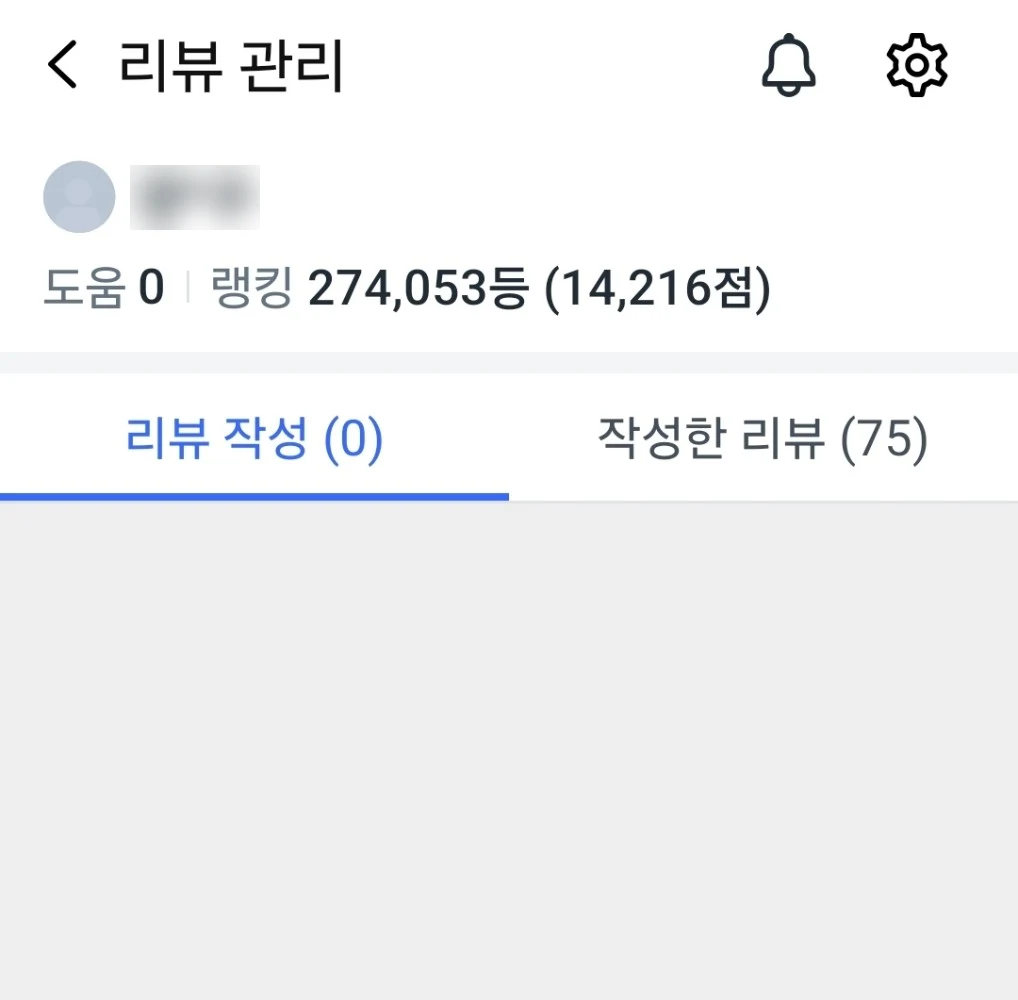 리뷰 관리
도움 0 랭킹 274,053등 (14,216점)
리뷰 작성 (0) 작성한 리뷰 (75)